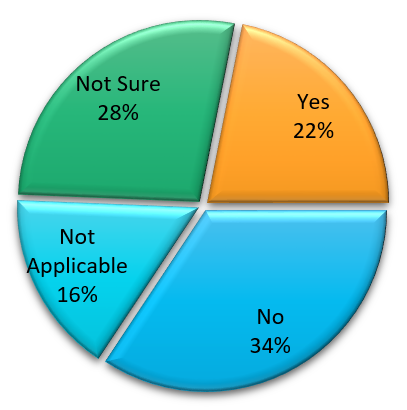 Not Sure
28%
Yes
22%
Not
Applicable
16%
No
34%